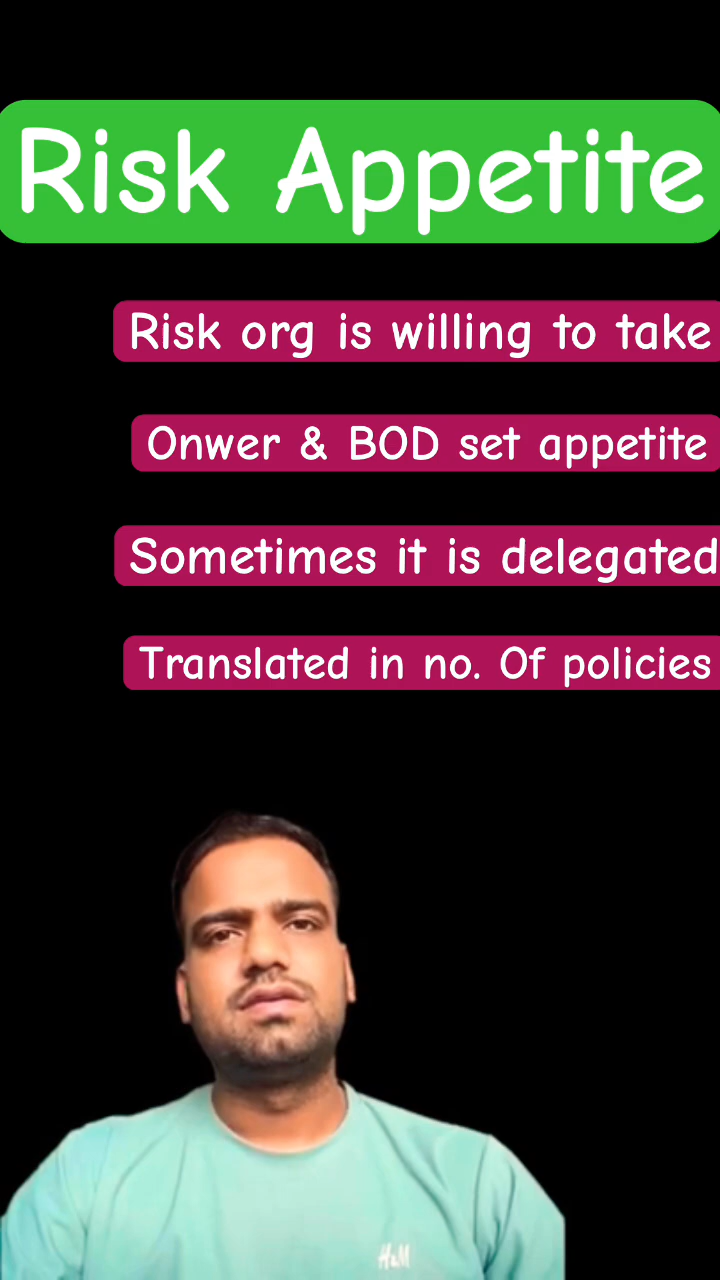 Risk Appetite
Risk org is willing to take
Onwer & BOD set appetite
Sometimes it is delegated
Translated in no. Of policies
H&M